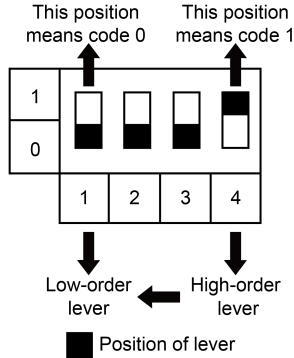 This position
means code 0
This position
means code 1
1
0
1 2 3 4
Low-order
lever
High-order
lever
Position of lever